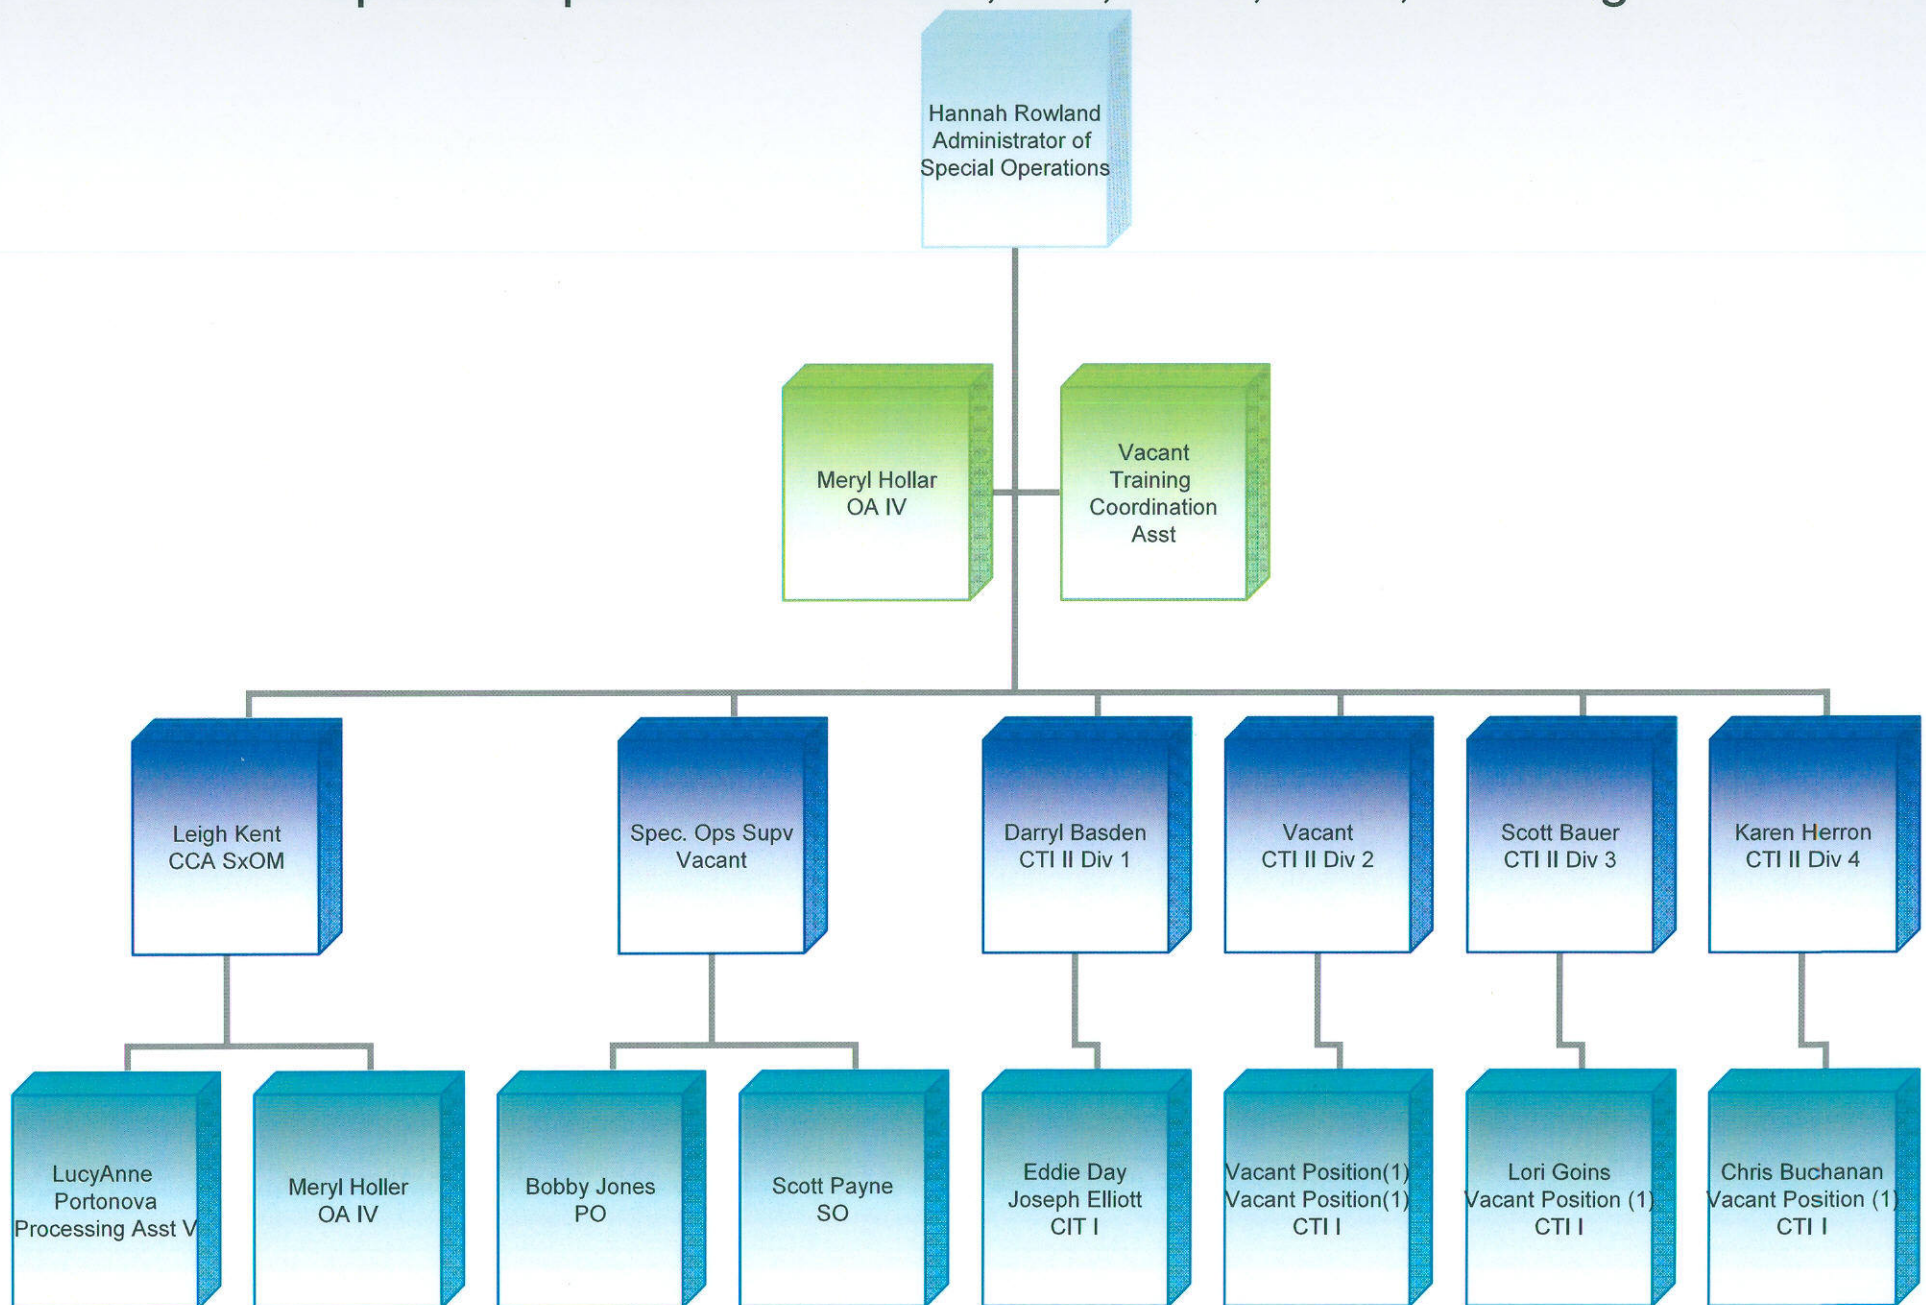 Hannah Rowland
Administrator of
Special Operations
Meryl Hollar
OA IV
Vacant
Training
Coordination
Asst
Leigh Kent
CCA SxOM
Spec. Ops Supv
Vacant
Darryl Basden
CTI II Div 1
Vacant
CTI II Div 2
Scott Bauer
CTI II Div 3
Karen Herron
CTI II Div 4
LucyAnne
Portonova
Processing Asst V
Meryl Holler
OA IV
Bobby Jones
PO
Scott Payne
SO
Eddie Day
Joseph Elliott
CIT I
Vacant Position(1)
Vacant Position(1)
CTI I
Lori Goins
Vacant Position (1)
CTI I
Chris Buchanan
Vacant Position (1)
CTI I